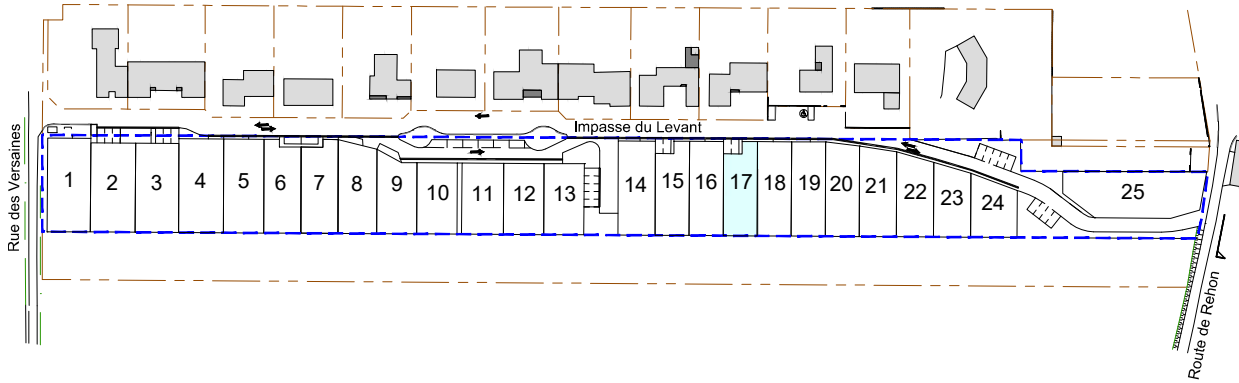 Impasse du Levant
Rue des Versaines
1 2 3 4 5 6 7 8 9 10 11 12 13 14 15 16 17 18 19 20 21 22 23 24 25
Route de Rehon